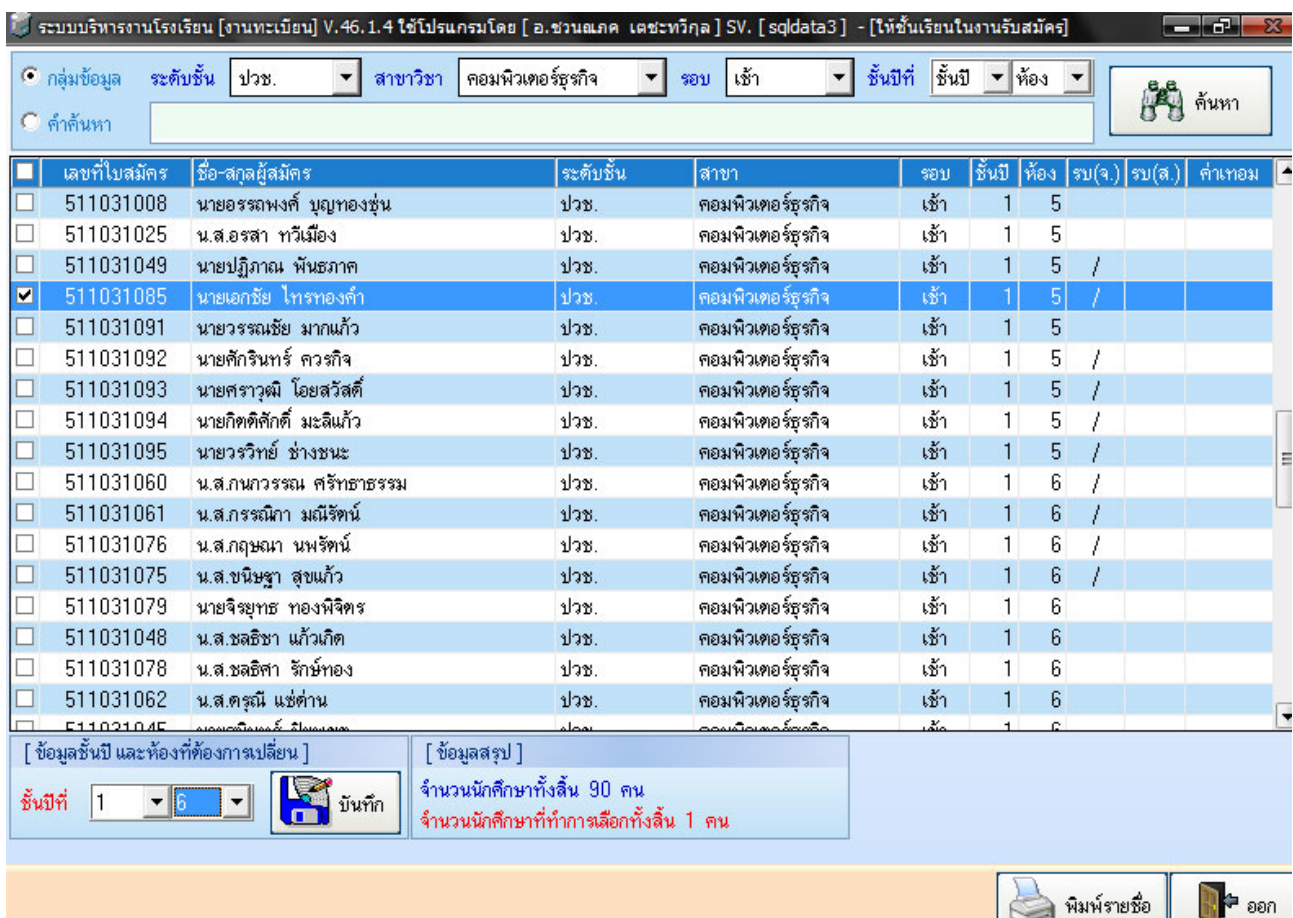 ระบบบริหารงานโรงเรียน [งานทะเบียน] V.46.1.4 ใช้โปรแกรมโดย [ อ.ชวนณภค เตชะทวีกุล ] SV. [ sqldata3 ] - [ให้ชั้นเรียนในงานรับสมัคร]
กลุ่มข้อมูล ระดับชั้น ปวช. สาขาวิชา คอมพิวเตอร์ธุรกิจ รอบ เช้า ชั้นปีที่ ชั้นปี ห้อง ค้นหา
คำค้นหา
เลขที่ใบสมัคร ชื่อ-สกุลผู้สมัคร ระดับชั้น สาขา รอบ ชั้นปี ห้อง รบ(จ.) รบ(ส.) ค่าเทอม
511031008 นายอรรถพงศ์ บุญทองชุ่น ปวช. คอมพิวเตอร์ธุรกิจ เช้า 1 5
511031025 น.ส.อรสา ทวีเมือง ปวช. คอมพิวเตอร์ธุรกิจ เช้า 1 5
511031049 นายปฏิภาณ พันธภาค ปวช. คอมพิวเตอร์ธุรกิจ เช้า 1 5 /
511031085 นายเอกชัย ไทรทองคำ ปวช. คอมพิวเตอร์ธุรกิจ เช้า 1 5 /
511031091 นายวรรณชัย มากแก้ว ปวช. คอมพิวเตอร์ธุรกิจ เช้า 1 5
511031092 นายศักรินทร์ ควรกิจ ปวช. คอมพิวเตอร์ธุรกิจ เช้า 1 5 /
511031093 นายศราวุฒิ โอยสวัสดิ์ ปวช. คอมพิวเตอร์ธุรกิจ เช้า 1 5 /
511031094 นายกิตติศักดิ์ มะลิแก้ว ปวช. คอมพิวเตอร์ธุรกิจ เช้า 1 5 /
511031095 นายวรวิทย์ ช่างชนะ ปวช. คอมพิวเตอร์ธุรกิจ เช้า 1 5 /
511031060 น.ส.กนกวรรณ ศรัทธาธรรม ปวช. คอมพิวเตอร์ธุรกิจ เช้า 1 6 /
511031061 น.ส.กรรณิกา มณีรัตน์ ปวช. คอมพิวเตอร์ธุรกิจ เช้า 1 6 /
511031076 น.ส.กฤษณา นพรัตน์ ปวช. คอมพิวเตอร์ธุรกิจ เช้า 1 6 /
511031075 น.ส.ขนิษฐา สุขแก้ว ปวช. คอมพิวเตอร์ธุรกิจ เช้า 1 6 /
511031079 นายจิรยุทธ ทองพิจิตร ปวช. คอมพิวเตอร์ธุรกิจ เช้า 1 6
511031048 น.ส.ชลธิชา แก้วเกิด ปวช. คอมพิวเตอร์ธุรกิจ เช้า 1 6
511031078 น.ส.ชลธิศา รักษ์ทอง ปวช. คอมพิวเตอร์ธุรกิจ เช้า 1 6
511031062 น.ส.ดรุณี แซ่ด่าน ปวช. คอมพิวเตอร์ธุรกิจ เช้า 1 6
[ ข้อมูลชั้นปี และห้องที่ต้องการเปลี่ยน ] [ ข้อมูลสรุป ]
ชั้นปีที่ 1 6 บันทึก
จำนวนนักศึกษาทั้งสิ้น 90 คน
จำนวนนักศึกษาที่ทำการเลือกทั้งสิ้น 1 คน
พิมพ์รายชื่อ ออก